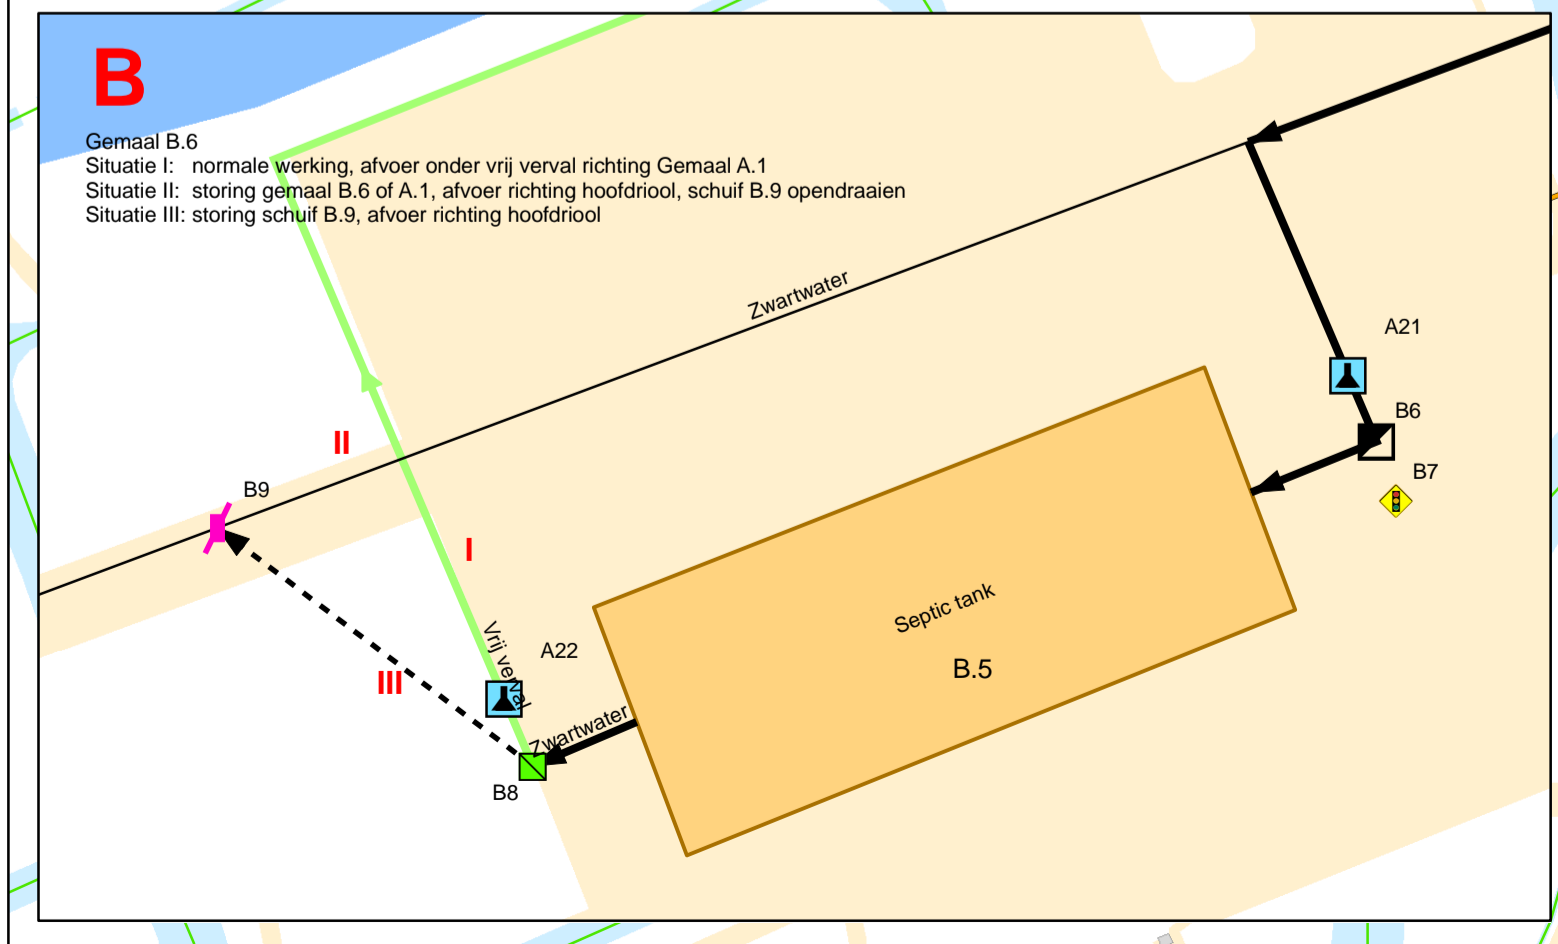 B
Gemaal B.6
Situatie I: normale werking, afvoer onder vrij verval richting Gemaal A.1
Situatie II: storing gemaal B.6 of A.1, afvoer richting hoofdriool, schuif B.9 opendraaien
Situatie III: storing schuif B.9, afvoer richting hoofdriool
Zwartwater
A21
B6
B7
II
B9
I
Septic tank
B.5
Vrij verval
A22
III
Zwartwater
B8